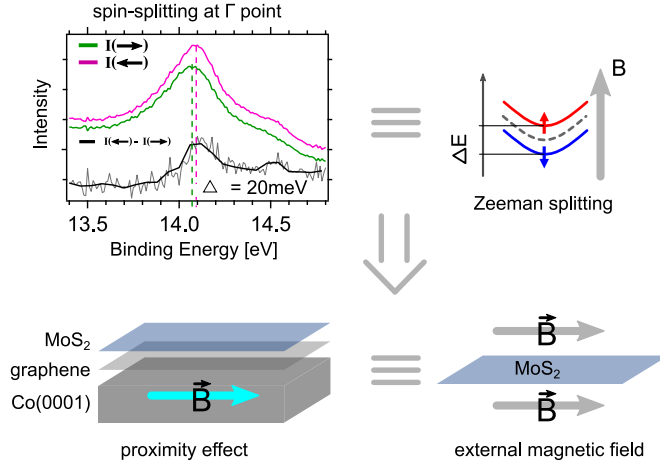 spin-splitting at Γ point
I(→)
I(←)
I(←) - I(→)
Δ = 20meV
Intensity
13.5 14.0 14.5
Binding Energy [eV]
B
ΔE
Zeeman splitting
MoS₂
graphene
Co(0001)
B⃗
proximity effect
B⃗
MoS₂
B⃗
external magnetic field